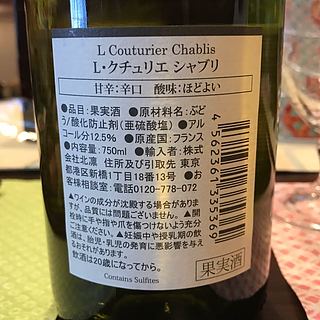 L Couturier Chablis
L・クチュリエ シャブリ
甘辛:辛口 酸味:ほどよい
●品目:果実酒 ●原材料名:ぶど
う/酸化防止剤(亜硫酸塩) ●アル
コール分12.5% ●原産国:フランス
●内容量:750ml ●輸入者:株式
会社北凜 住所及び引取先 東京
都港区新橋1丁目18番13号 ●お
客様相談室:電話0120-778-072
▲ワインの成分が沈殿する場合があり
ますが、品質には問題ございません。▲開
栓時に手や指や爪を傷つけないよう充分
ご注意ください。▲妊娠中や授乳期の飲
酒は、胎児・乳児の発育に悪影響を与え
るおそれがあります。
飲酒は20歳になってから。
果実酒
Contains Sulfites
4562361335269